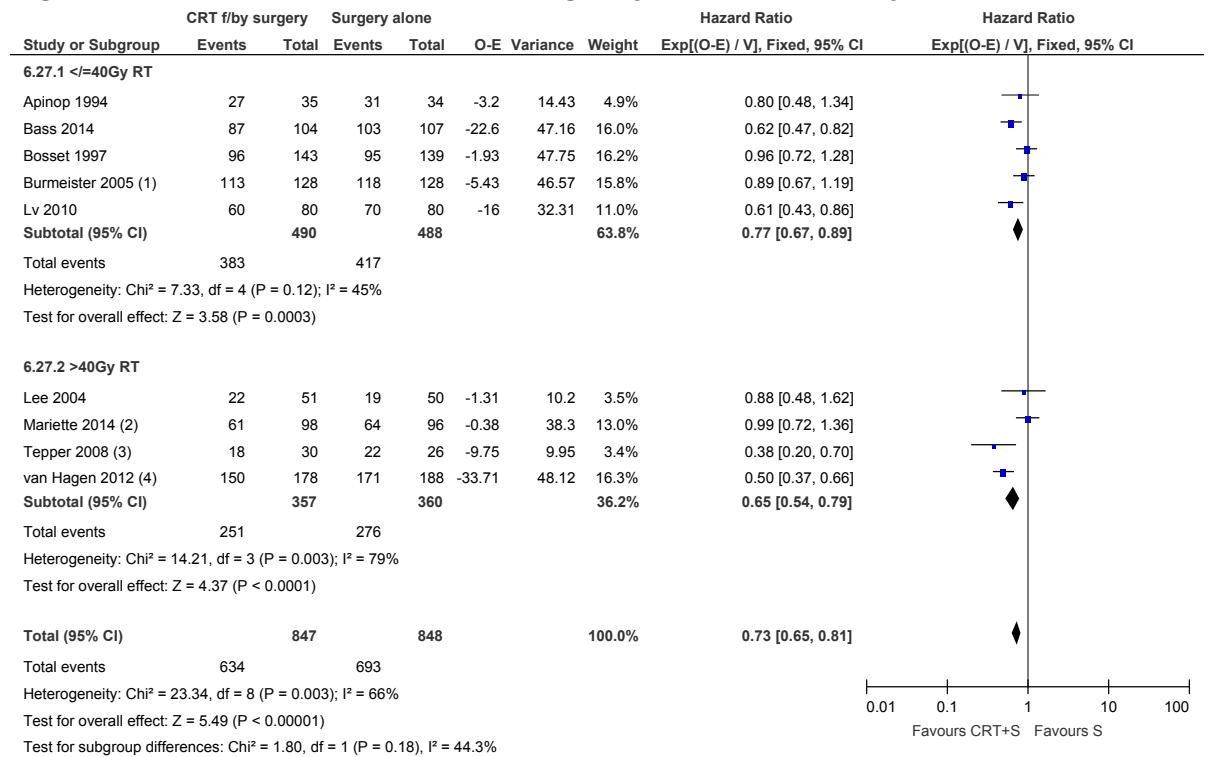 CRT f/by surgery Surgery alone Hazard Ratio Hazard Ratio
Study or Subgroup Events Total Events Total O-E Variance Weight Exp[(O-E) / V], Fixed, 95% CI Exp[(O-E) / V], Fixed, 95% CI
6.27.1 </=40Gy RT
Apinop 1994 27 35 31 34 -3.2 14.43 4.9% 0.80 [0.48, 1.34]
Bass 2014 87 104 103 107 -22.6 47.16 16.0% 0.62 [0.47, 0.82]
Bosset 1997 96 143 95 139 -1.93 47.75 16.2% 0.96 [0.72, 1.28]
Burmeister 2005 (1) 113 128 118 128 -5.43 46.57 15.8% 0.89 [0.67, 1.19]
Lv 2010 60 80 70 80 -16 32.31 11.0% 0.61 [0.43, 0.86]
Subtotal (95% CI) 490 488 63.8% 0.77 [0.67, 0.89]
Total events 383 417
Heterogeneity: Chi² = 7.33, df = 4 (P = 0.12); I² = 45%
Test for overall effect: Z = 3.58 (P = 0.0003)
6.27.2 >40Gy RT
Lee 2004 22 51 19 50 -1.31 10.2 3.5% 0.88 [0.48, 1.62]
Mariette 2014 (2) 61 98 64 96 -0.38 38.3 13.0% 0.99 [0.72, 1.36]
Tepper 2008 (3) 18 30 22 26 -9.75 9.95 3.4% 0.38 [0.20, 0.70]
van Hagen 2012 (4) 150 178 171 188 -33.71 48.12 16.3% 0.50 [0.37, 0.66]
Subtotal (95% CI) 357 360 36.2% 0.65 [0.54, 0.79]
Total events 251 276
Heterogeneity: Chi² = 14.21, df = 3 (P = 0.003); I² = 79%
Test for overall effect: Z = 4.37 (P < 0.0001)
Total (95% CI) 847 848 100.0% 0.73 [0.65, 0.81]
Total events 634 693
Heterogeneity: Chi² = 23.34, df = 8 (P = 0.003); I² = 66%
Test for overall effect: Z = 5.49 (P < 0.00001)
Test for subgroup differences: Chi² = 1.80, df = 1 (P = 0.18), I² = 44.3%
0.01 0.1 1 10 100
Favours CRT+S Favours S